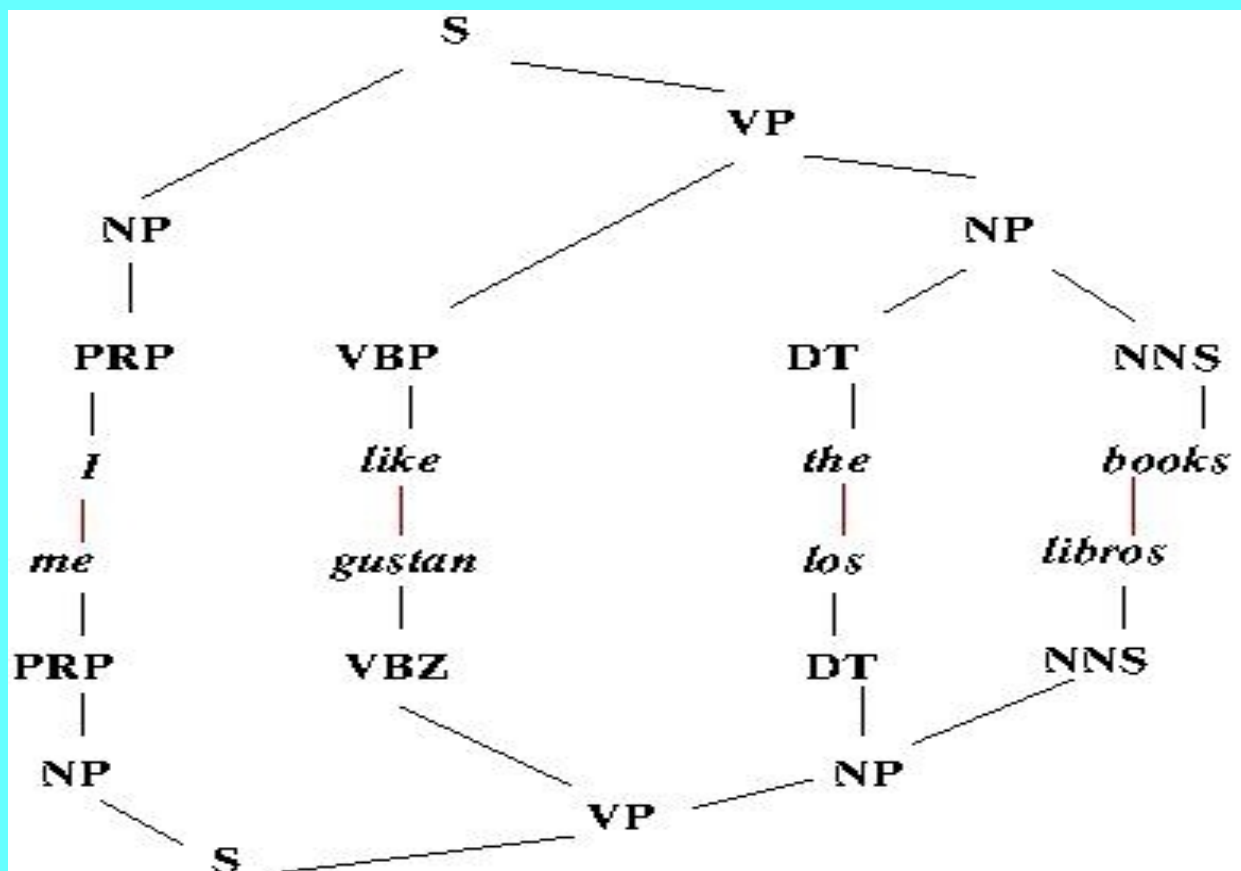 S
VP
NP NP
PRP VBP DT NNS
I like the books
me gustan los libros
PRP VBZ DT NNS
NP NP
VP
S